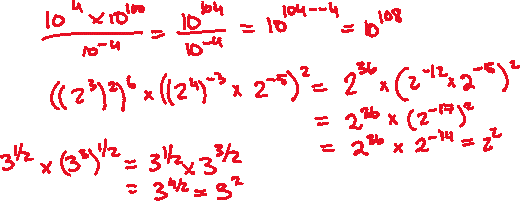 (10^4 × 10^100) / 10^-4 = 10^104 / 10^-4 = 10^(104--4) = 10^108
((2^3)^2)^6 × ((2^4)^-3 × 2^-5)^2 = 2^36 × (2^-12 × 2^-5)^2
= 2^36 × (2^-17)^2
= 2^36 × 2^-14 = 2^2
3^(1/2) × (3^3)^(1/2) = 3^(1/2) × 3^(3/2)
= 3^(4/2) = 3^2